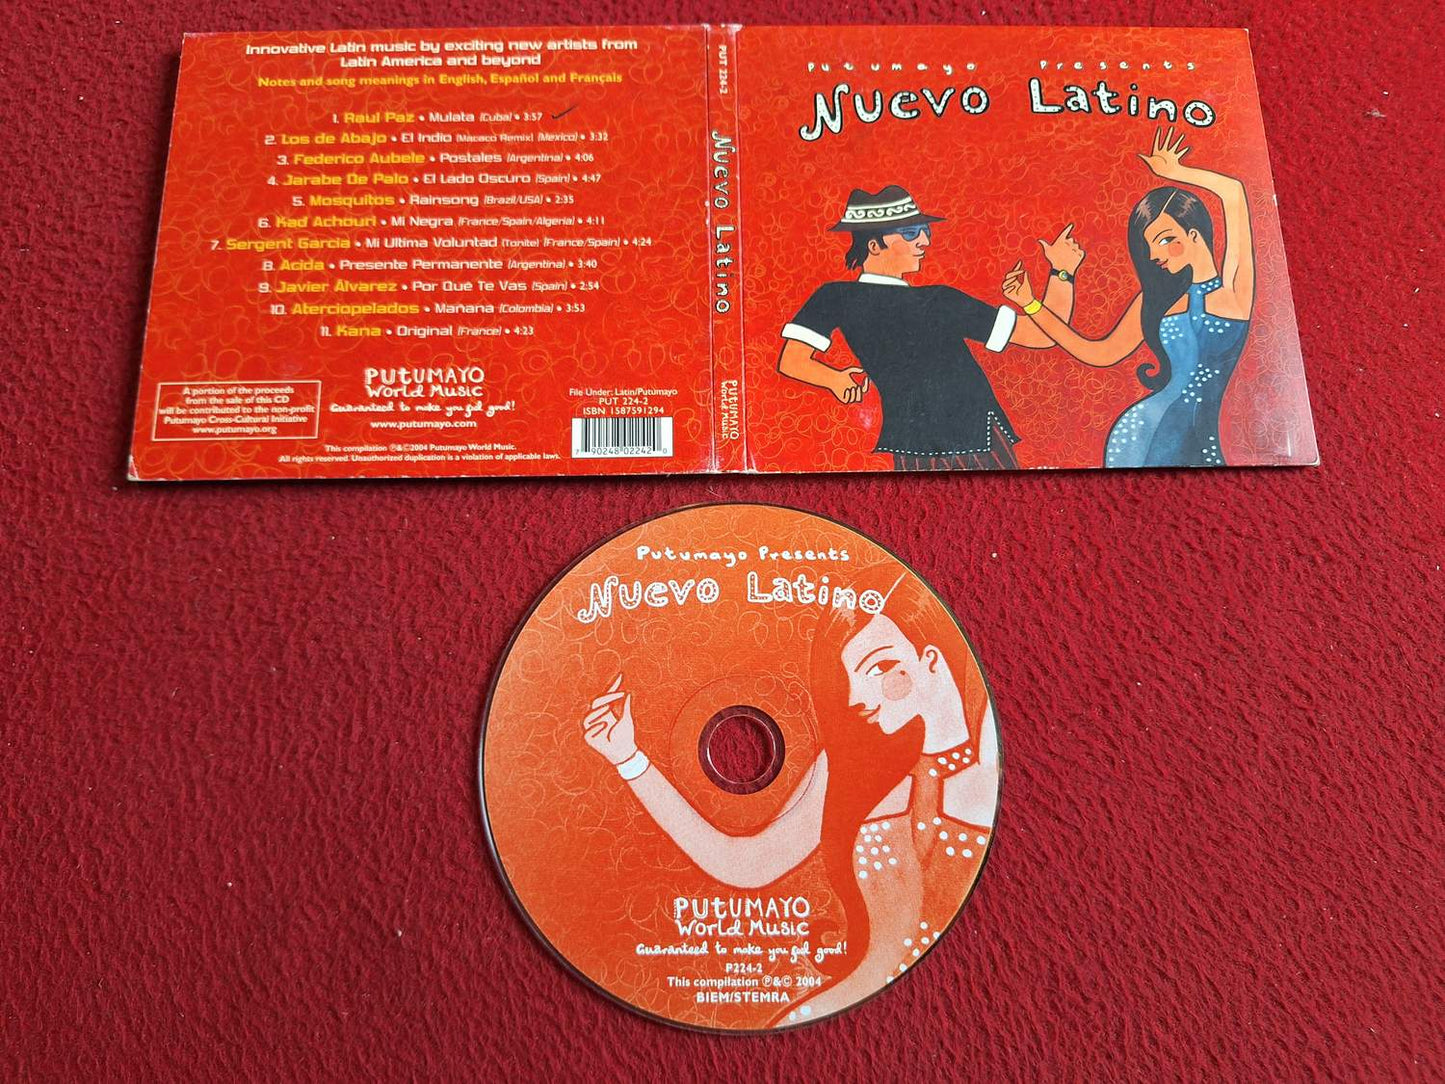 Innovative Latin music by exciting new artists from
Latin America and beyond
Notes and song meanings in English, Español and Français
1. Raul Paz • Mulata (Cuba) • 3:57
2. Los de Abajo • El Indio (Macaco Remix) (Mexico) • 3:32
3. Federico Aubele • Postales (Argentina) • 4:06
4. Jarabe De Palo • El Lado Oscuro (Spain) • 4:47
5. Mosquitos • Rainsong (Brazil/USA) • 2:35
6. Kad Achouri • Mi Negra (France/Spain/Algeria) • 4:11
7. Sergent Garcia • Mi Ultima Voluntad (Tonite) (France/Spain) • 4:24
8. Acida • Presente Permanente (Argentina) • 3:40
9. Javier Álvarez • Por Qué Te Vas (Spain) • 2:54
10. Aterciopelados • Mañana (Colombia) • 3:53
11. Kana • Original (France) • 4:23
A portion of the proceeds
from the sale of this CD
will be contributed to the non-profit
Putumayo Cross-Cultural Initiative
www.putumayo.org
PUTUMAYO
World Music
Guaranteed to make you feel good!
www.putumayo.com
File Under: Latin/Putumayo
PUT 224-2
ISBN 1587591294
7 90248 02242 0
This compilation ℗&©2004 Putumayo World Music.
All rights reserved. Unauthorized duplication is a violation of applicable laws.
PUT 224-2
Nuevo Latino
PUTUMAYO
World Music
Putumayo Presents
Nuevo Latino
Putumayo Presents
Nuevo Latino
PUTUMAYO
World Music
Guaranteed to make you feel good!
P224-2
This compilation ℗&© 2004
BIEM/STEMRA